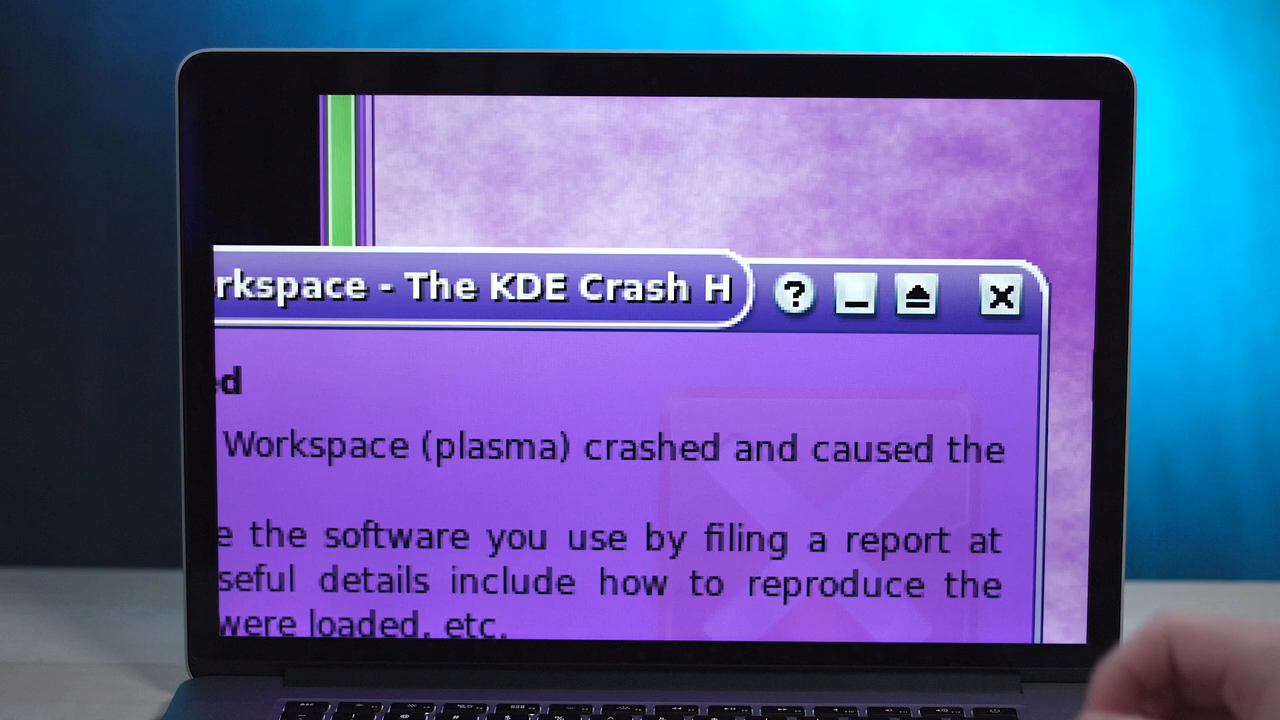 rkspace - The KDE Crash H
ed
Workspace (plasma) crashed and caused the
e the software you use by filing a report at
seful details include how to reproduce the
were loaded, etc.